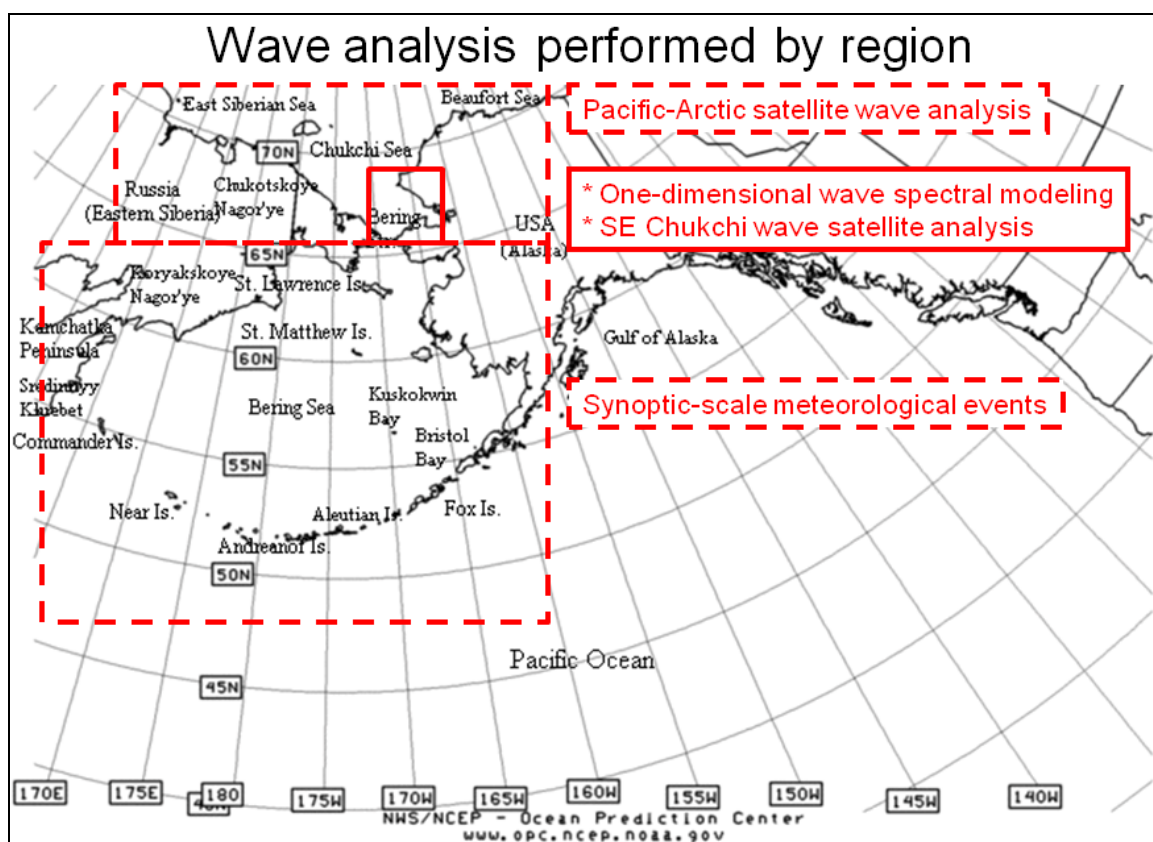 Wave analysis performed by region
East Siberian Sea
Beaufort Sea
Pacific-Arctic satellite wave analysis
70N
Chukchi Sea
Russia
(Eastern Siberia)
Chukotskoye
Nagor'ye
Bering
Str.
USA
(Alaska)
* One-dimensional wave spectral modeling
* SE Chukchi wave satellite analysis
65N
Koryakskoye
Nagor'ye
St. Lawrence Is.
Kamchatka
Peninsula
St. Matthew Is.
60N
Gulf of Alaska
Sredinnyy
Khrebet
Bering Sea
Kuskokwin
Bay
Synoptic-scale meteorological events
Commander Is.
Bristol
Bay
55N
Near Is.
Aleutian Is.
Fox Is.
Andreanof Is.
50N
Pacific Ocean
45N
170E
175E
180
175W
170W
165W
160W
155W
150W
145W
140W
NWS/NCEP - Ocean Prediction Center
www.opc.ncep.noaa.gov